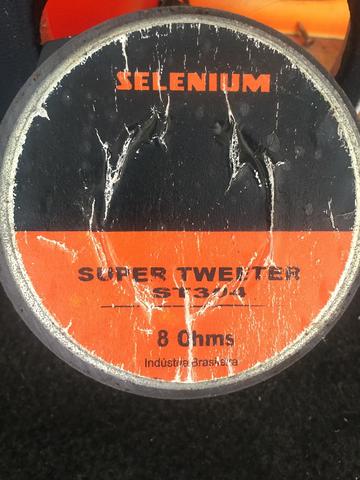 SELENIUM
SUPER TWEETER
ST304
8 Ohms
Indústria Brasileira